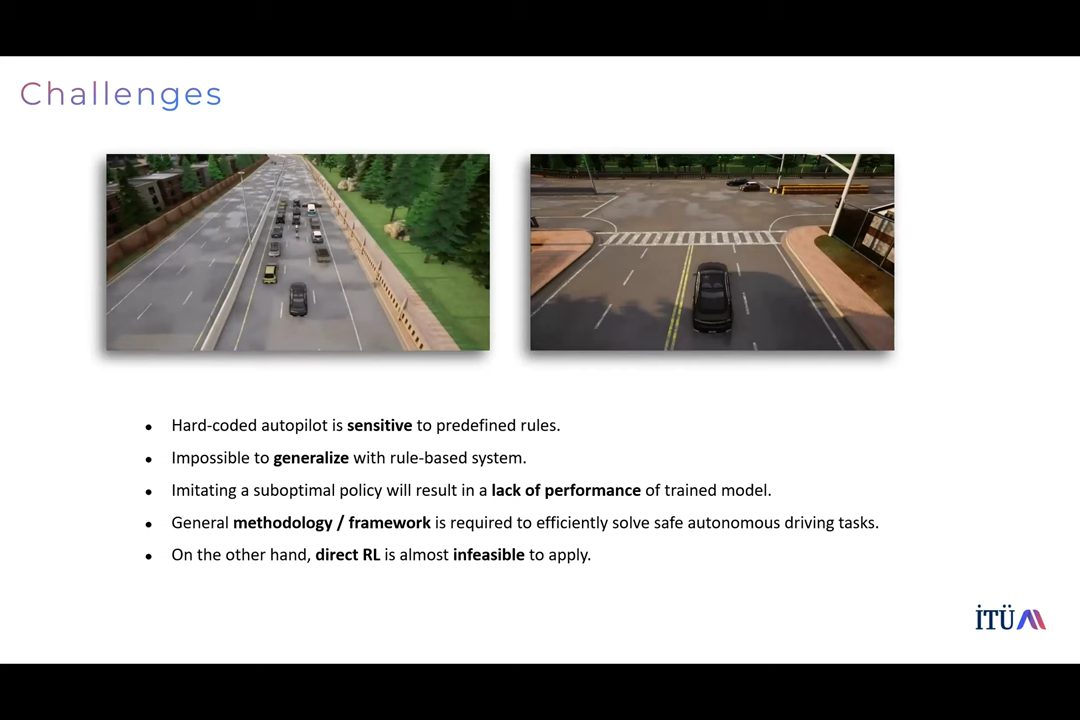 Challenges
● Hard-coded autopilot is sensitive to predefined rules.
● Impossible to generalize with rule-based system.
● Imitating a suboptimal policy will result in a lack of performance of trained model.
● General methodology / framework is required to efficiently solve safe autonomous driving tasks.
● On the other hand, direct RL is almost infeasible to apply.
İTÜ